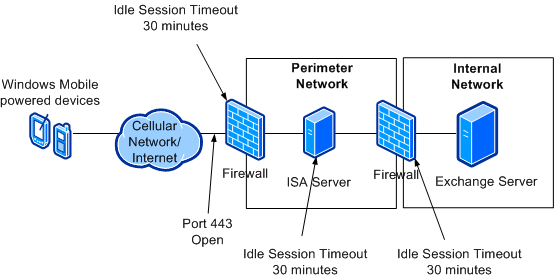 Idle Session Timeout
30 minutes
Perimeter
Network
Internal
Network
Windows Mobile
powered devices
Cellular
Network/
Internet
Firewall
ISA Server
Firewall
Exchange Server
Port 443
Open
Idle Session Timeout
30 minutes
Idle Session Timeout
30 minutes